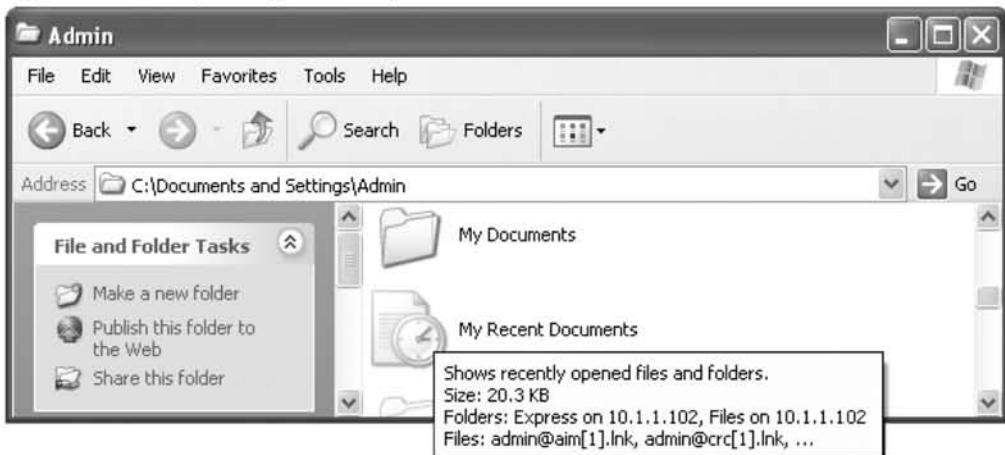 Admin
File Edit View Favorites Tools Help
Back Search Folders
Address C:\Documents and Settings\Admin Go
File and Folder Tasks
Make a new folder
Publish this folder to
the Web
Share this folder
My Documents
My Recent Documents
Shows recently opened files and folders.
Size: 20.3 KB
Folders: Express on 10.1.1.102, Files on 10.1.1.102
Files: admin@aim[1].lnk, admin@crc[1].lnk, ...